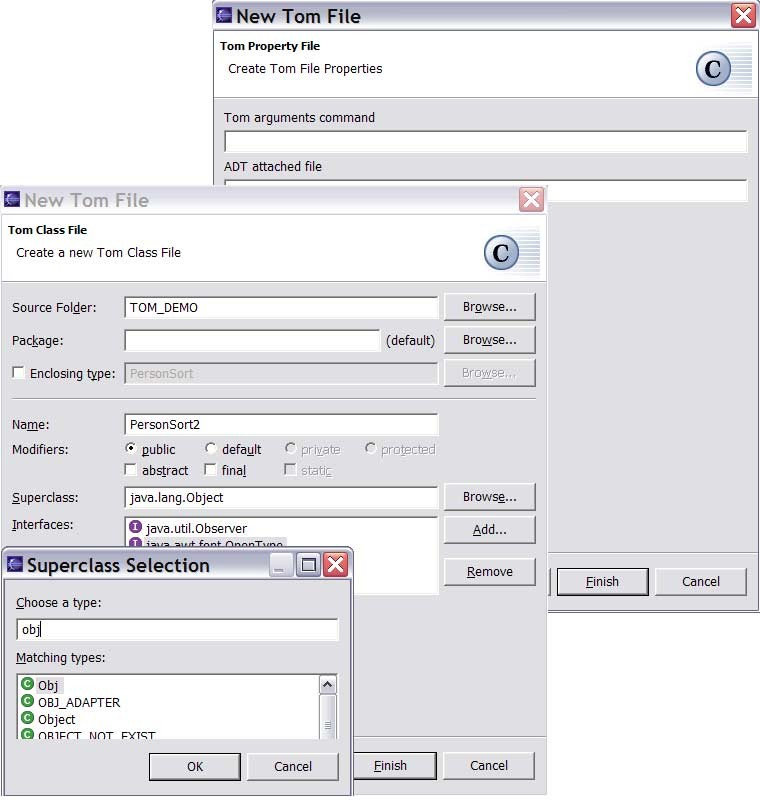 New Tom File
Tom Property File
Create Tom File Properties
C
Tom arguments command
ADT attached file
Finish Cancel
New Tom File
Tom Class File
Create a new Tom Class File
C
Source Folder: TOM_DEMO Browse...
Package: (default) Browse...
Enclosing type: PersonSort Browse...
Name: PersonSort2
Modifiers: public default private protected
abstract final static
Superclass: java.lang.Object Browse...
Interfaces: I java.util.Observer Add...
I java.awt.font.OpenType
Remove
Finish Cancel
Superclass Selection
Choose a type:
obj
Matching types:
C Obj
C OBJ_ADAPTER
C Object
C OBJECT_NOT_EXIST
OK Cancel